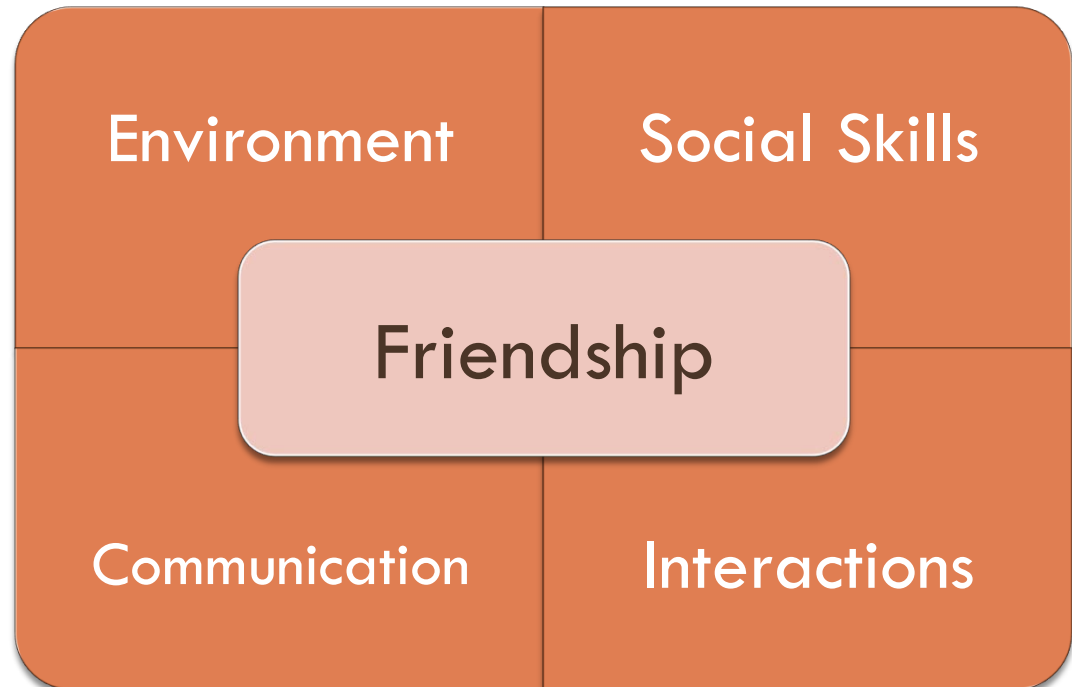 Environment
Social Skills
Friendship
Communication
Interactions